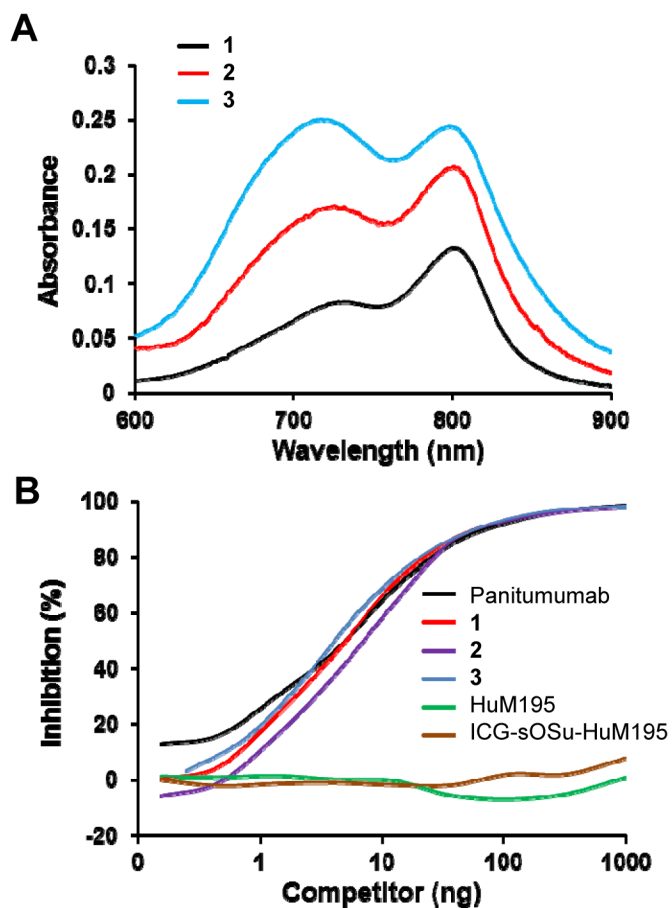 A
1
2
3
0.3
0.25
0.2
0.15
0.1
0.05
0
600 700 800 900
Absorbance
Wavelength (nm)
B
100
80
60
40
20
0
-20
0 1 10 100 1000
Inhibition (%)
Competitor (ng)
Panitumumab
1
2
3
HuM195
ICG-sOSu-HuM195